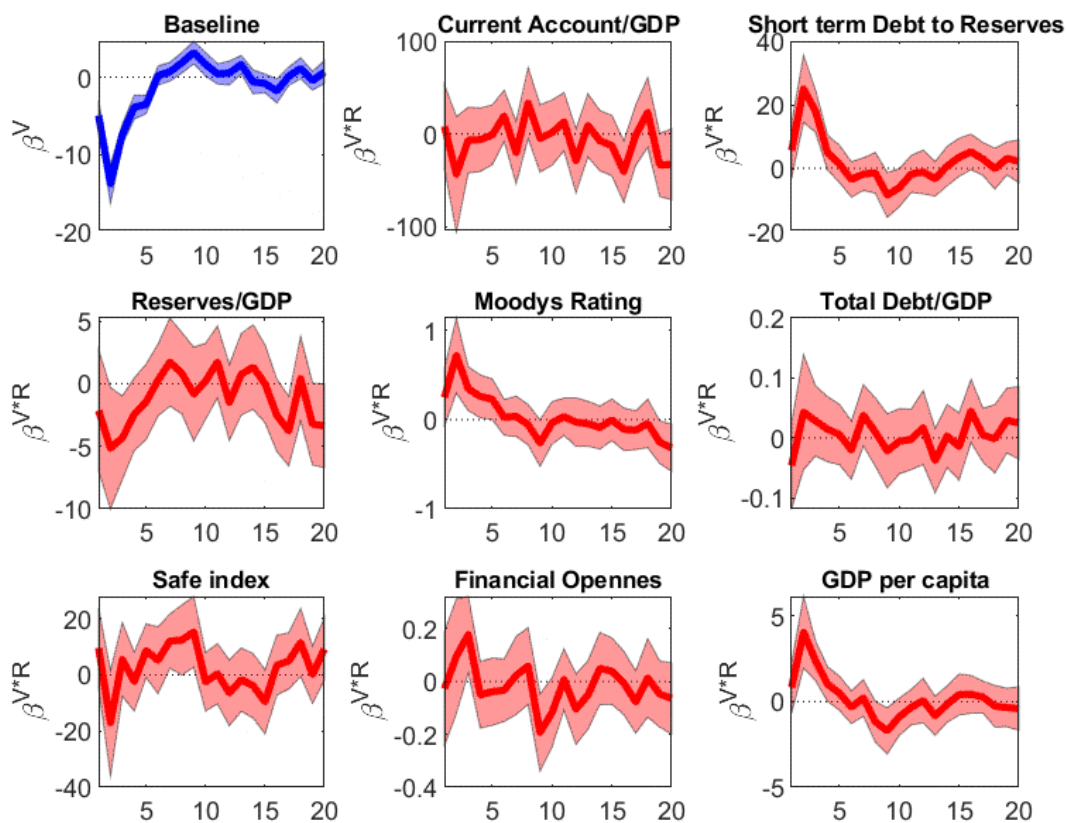 Baseline
Current Account/GDP
Short term Debt to Reserves
β^V
0
-10
-20
5 10 15 20
β^V*R
100
0
-100
5 10 15 20
β^V*R
40
20
0
-20
5 10 15 20
Reserves/GDP
Moodys Rating
Total Debt/GDP
β^V*R
5
0
-5
-10
5 10 15 20
β^V*R
1
0
-1
5 10 15 20
β^V*R
0.2
0.1
0
-0.1
5 10 15 20
Safe index
Financial Opennes
GDP per capita
β^V*R
20
0
-20
-40
5 10 15 20
β^V*R
0.2
0
-0.2
-0.4
5 10 15 20
β^V*R
5
0
-5
5 10 15 20